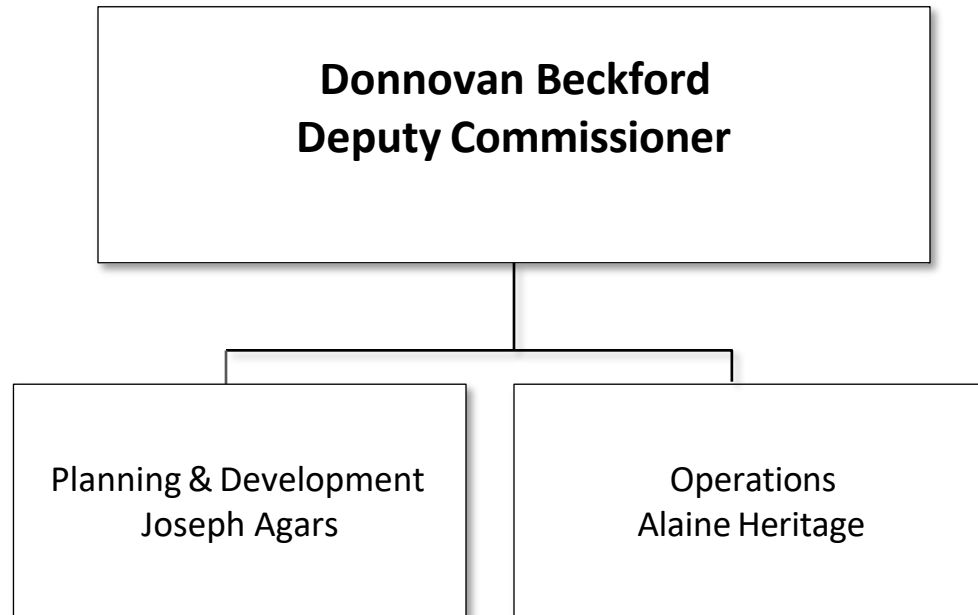 Donnovan Beckford
Deputy Commissioner
Planning & Development
Joseph Agars
Operations
Alaine Heritage